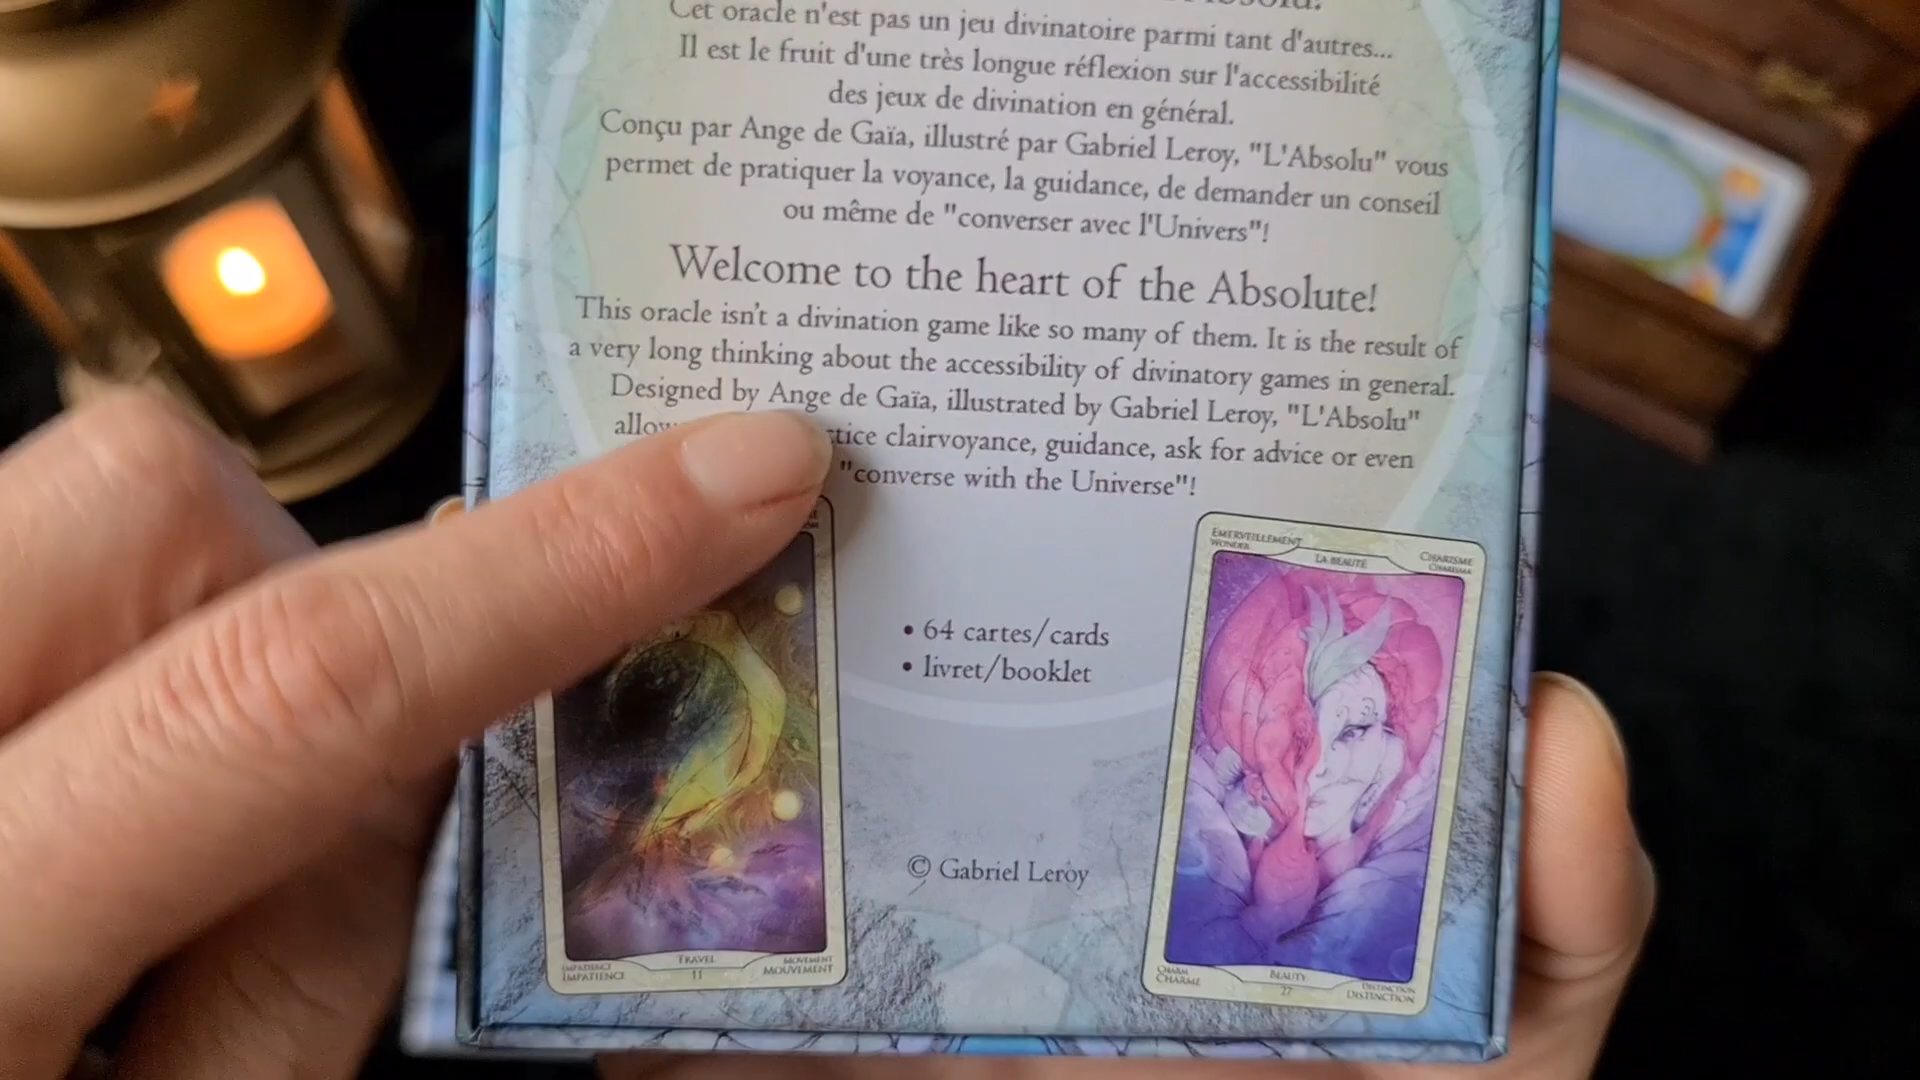 Cet oracle n'est pas un jeu divinatoire parmi tant d'autres...
Il est le fruit d'une très longue réflexion sur l'accessibilité
des jeux de divination en général.
Conçu par Ange de Gaïa, illustré par Gabriel Leroy, "L'Absolu" vous
permet de pratiquer la voyance, la guidance, de demander un conseil
ou même de "converser avec l'Univers"!
Welcome to the heart of the Absolute!
This oracle isn't a divination game like so many of them. It is the result of
a very long thinking about the accessibility of divinatory games in general.
Designed by Ange de Gaïa, illustrated by Gabriel Leroy, "L'Absolu"
clairvoyance, guidance, ask for advice or even
"converse with the Universe"!
EMERVEILLEMENT
WONDER
LA BEAUTÉ
CHARISME
CHARISMA
• 64 cartes/cards
• livret/booklet
© Gabriel Leroy
IMPATIENCE
IMPATIENCE
TRAVEL
11
MOVEMENT
MOUVEMENT
CHARM
CHARME
BEAUTY
27
DISTINCTION
DISTINCTION